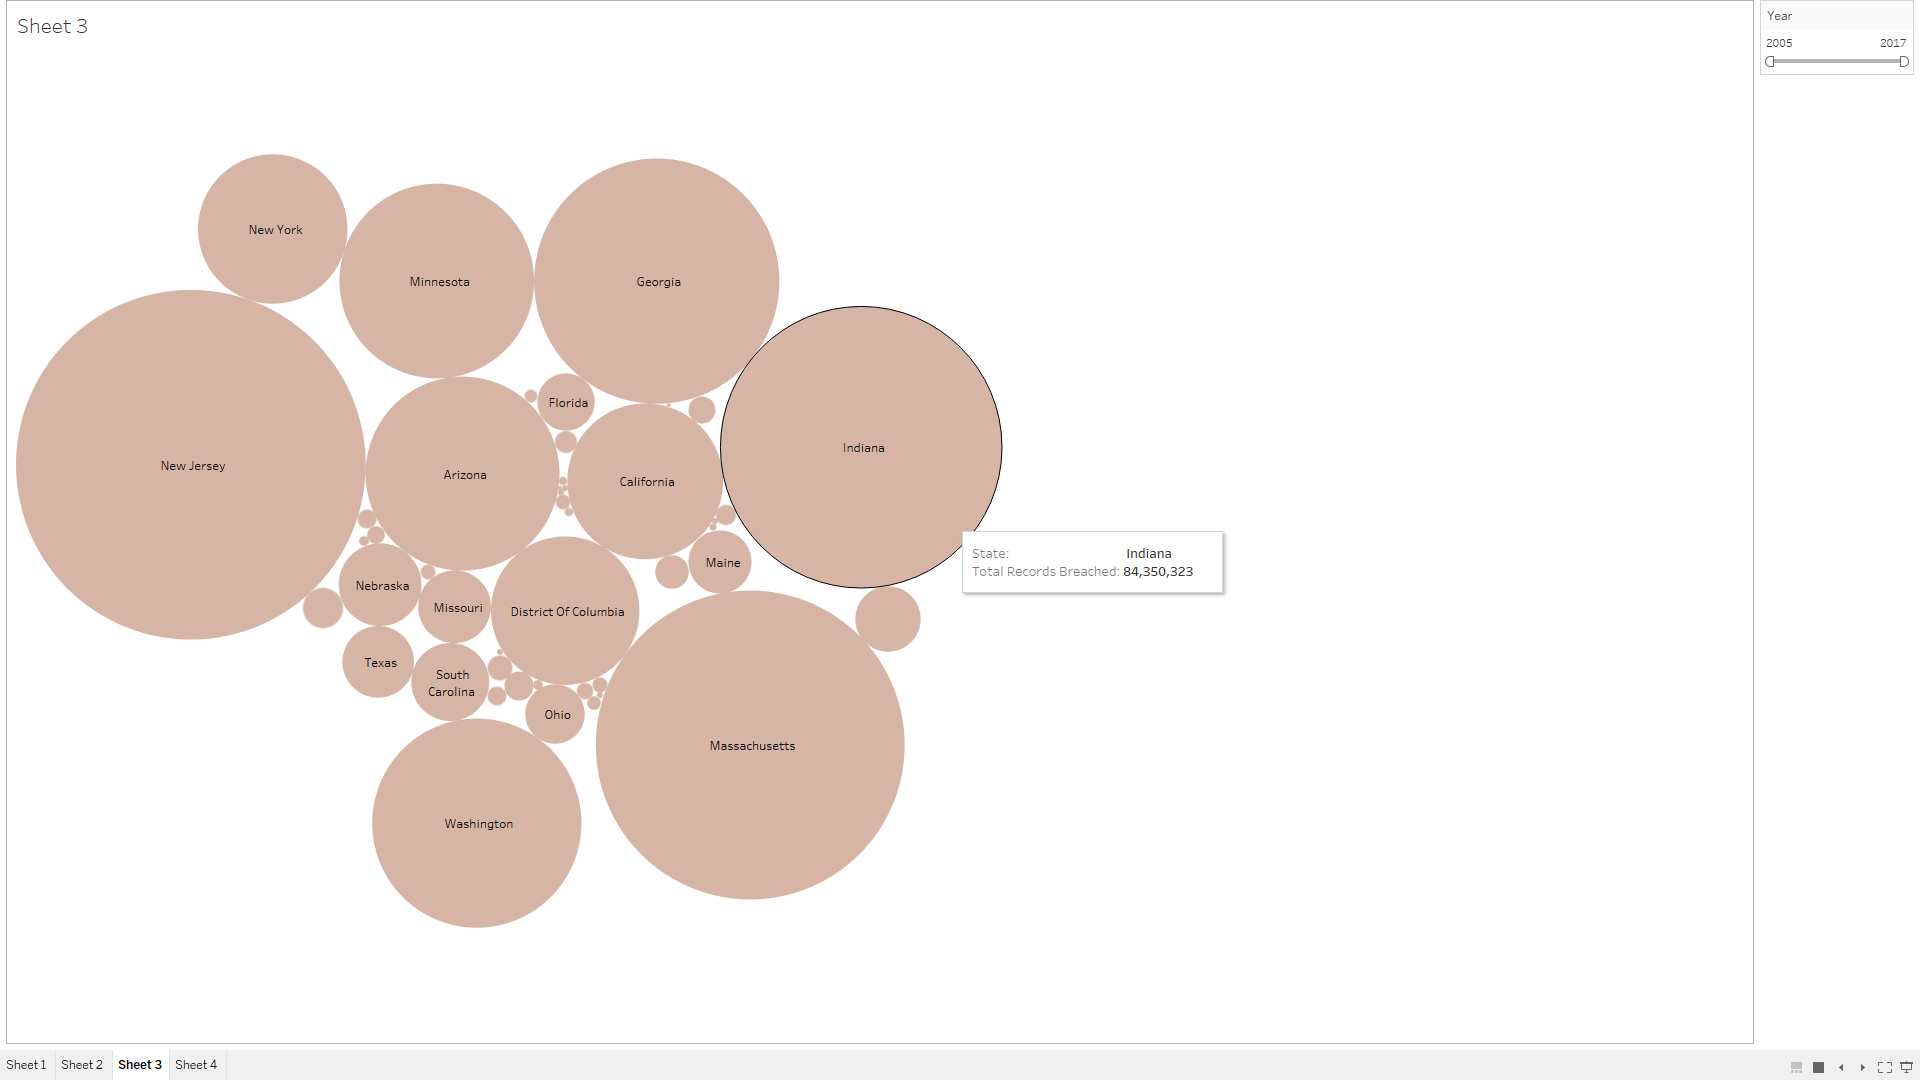 Sheet 3
Year
2005 2017
New York
Minnesota
Georgia
Florida
Indiana
New Jersey
Arizona
California
State: Indiana
Total Records Breached: 84,350,323
Maine
Nebraska
Missouri
District Of Columbia
Texas
South
Carolina
Ohio
Massachusetts
Washington
Sheet 1 Sheet 2 Sheet 3 Sheet 4